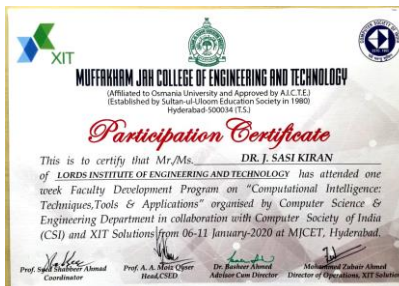 XIT
MUFFAKHAM JAH COLLEGE OF ENGINEERING AND TECHNOLOGY
(Affiliated to Osmania University and Approved by A.I.C.T.E.)
(Established by Sultan-ul-Uloom Education Society in 1980)
Hyderabad-500034 (T.S.)
Participation Certificate
This is to certify that Mr./Ms. DR. J. SASI KIRAN
of LORDS INSTITUTE OF ENGINEERING AND TECHNOLOGY has attended one
week Faculty Development Program on “Computational Intelligence:
Techniques,Tools & Applications” organised by Computer Science &
Engineering Department in collaboration with Computer Society of India
(CSI) and XIT Solutions from 06-11 January-2020 at MJCET, Hyderabad.
Prof. Syed Shabbeer Ahmad Prof. A. A. Moiz Qyser Dr. Basheer Ahmed Mohammed Zubair Ahmed
Coordinator Head,CSED Advisor Cum Director Director of Operations, XIT Solutions